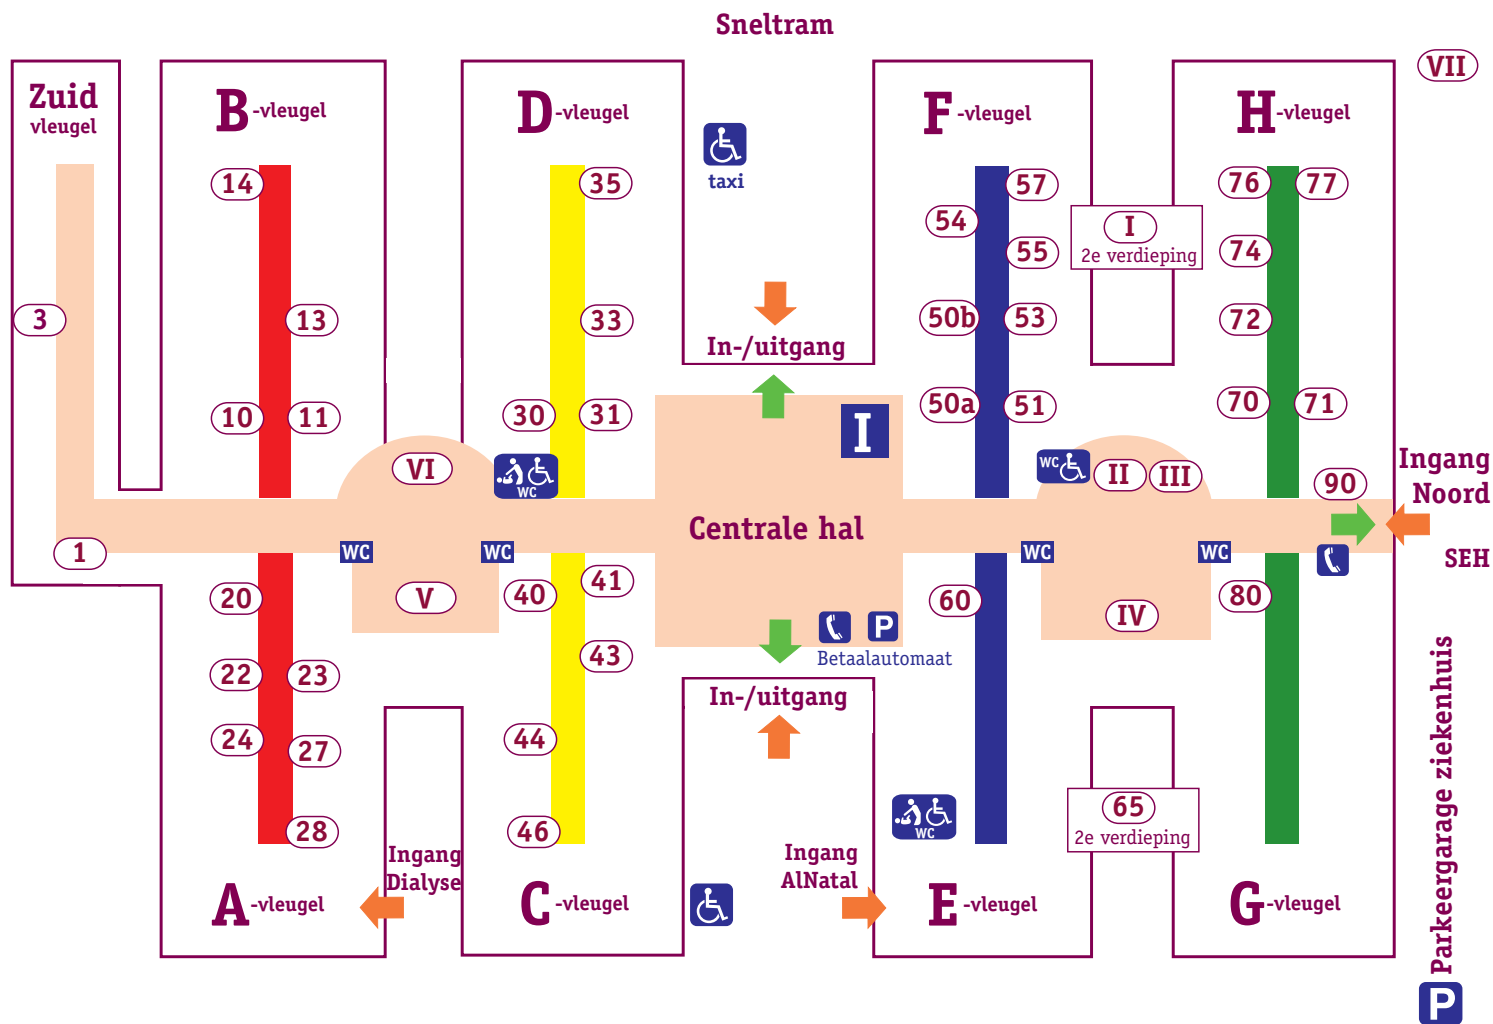 Sneltram
VII
Zuid
vleugel
B-vleugel
D-vleugel
F-vleugel
H-vleugel
taxi
14
35
57
76
77
54
I
2e verdieping
55
74
3
13
33
50b
53
72
In-/uitgang
10
11
30
31
50a
51
70
71
I
VI
WC
WC
II
III
90
Ingang
Noord
Centrale hal
1
WC
WC
WC
WC
SEH
20
V
40
41
60
IV
80
P
Betaalautomaat
22
23
43
In-/uitgang
24
27
44
28
46
WC
65
2e verdieping
Ingang
Dialyse
Ingang
AlNatal
A-vleugel
C-vleugel
E-vleugel
G-vleugel
Parkeergarage ziekenhuis
P